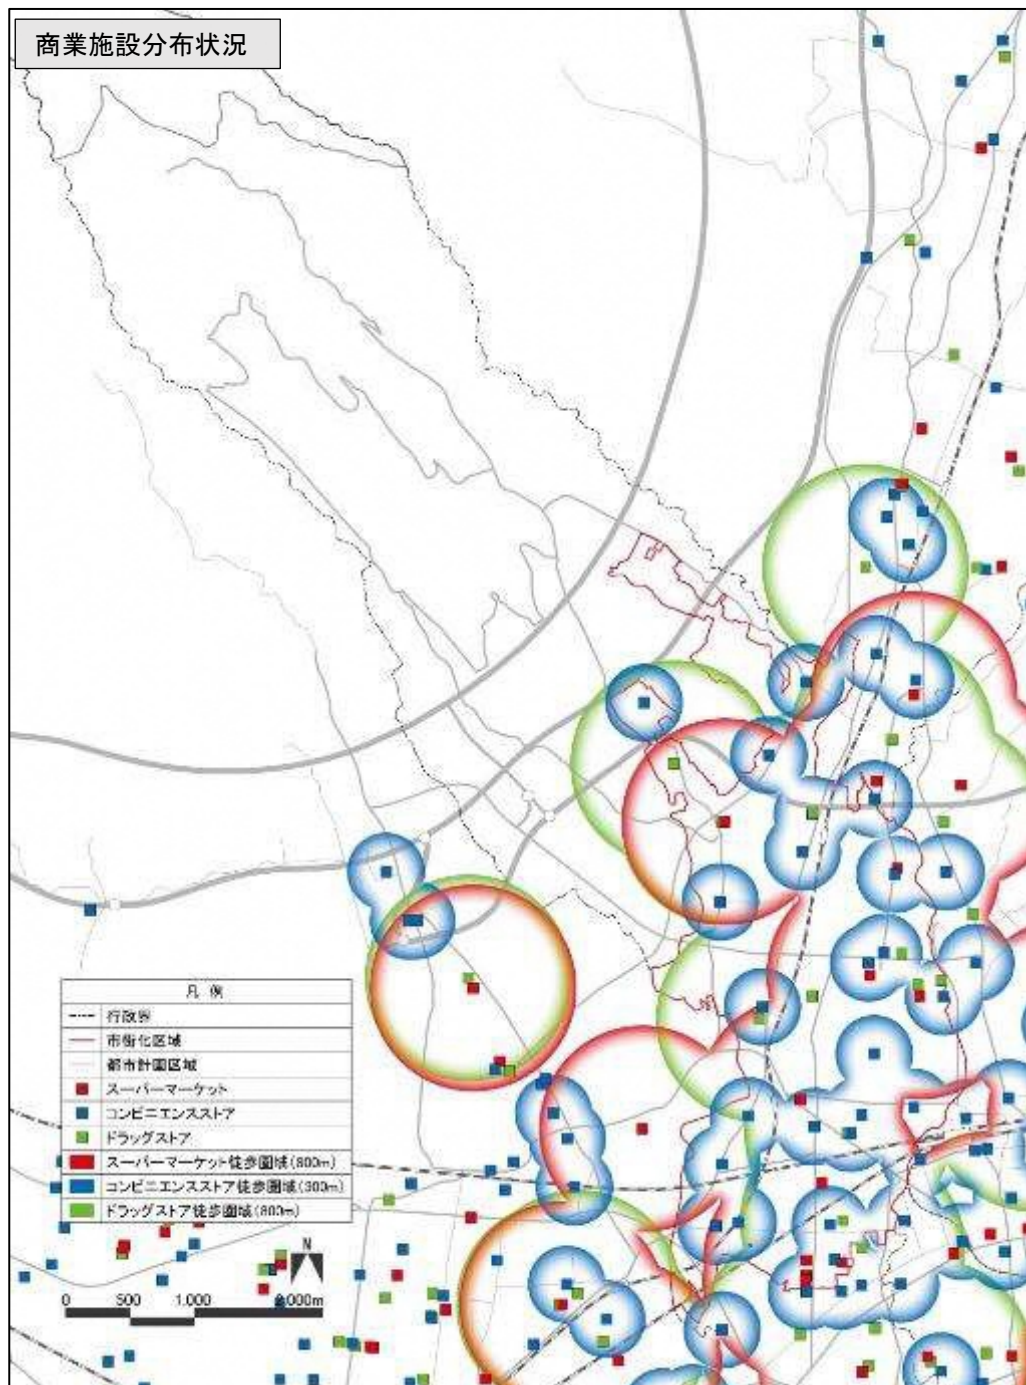 商業施設分布状況
凡 例
行政界
市街化区域
都市計画区域
スーパーマーケット
コンビニエンスストア
ドラッグストア
スーパーマーケット徒歩圏域(800m)
コンビニエンスストア徒歩圏域(300m)
ドラッグストア徒歩圏域(800m)
N
0 500 1,000 2,000m